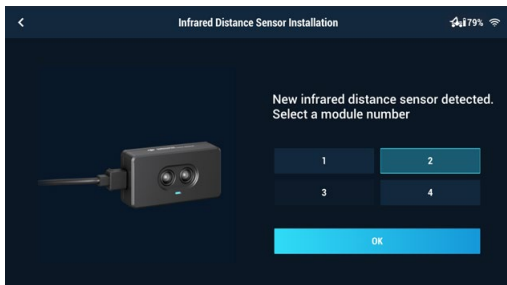 Infrared Distance Sensor Installation
79%
New infrared distance sensor detected.
Select a module number
1
2
3
4
OK